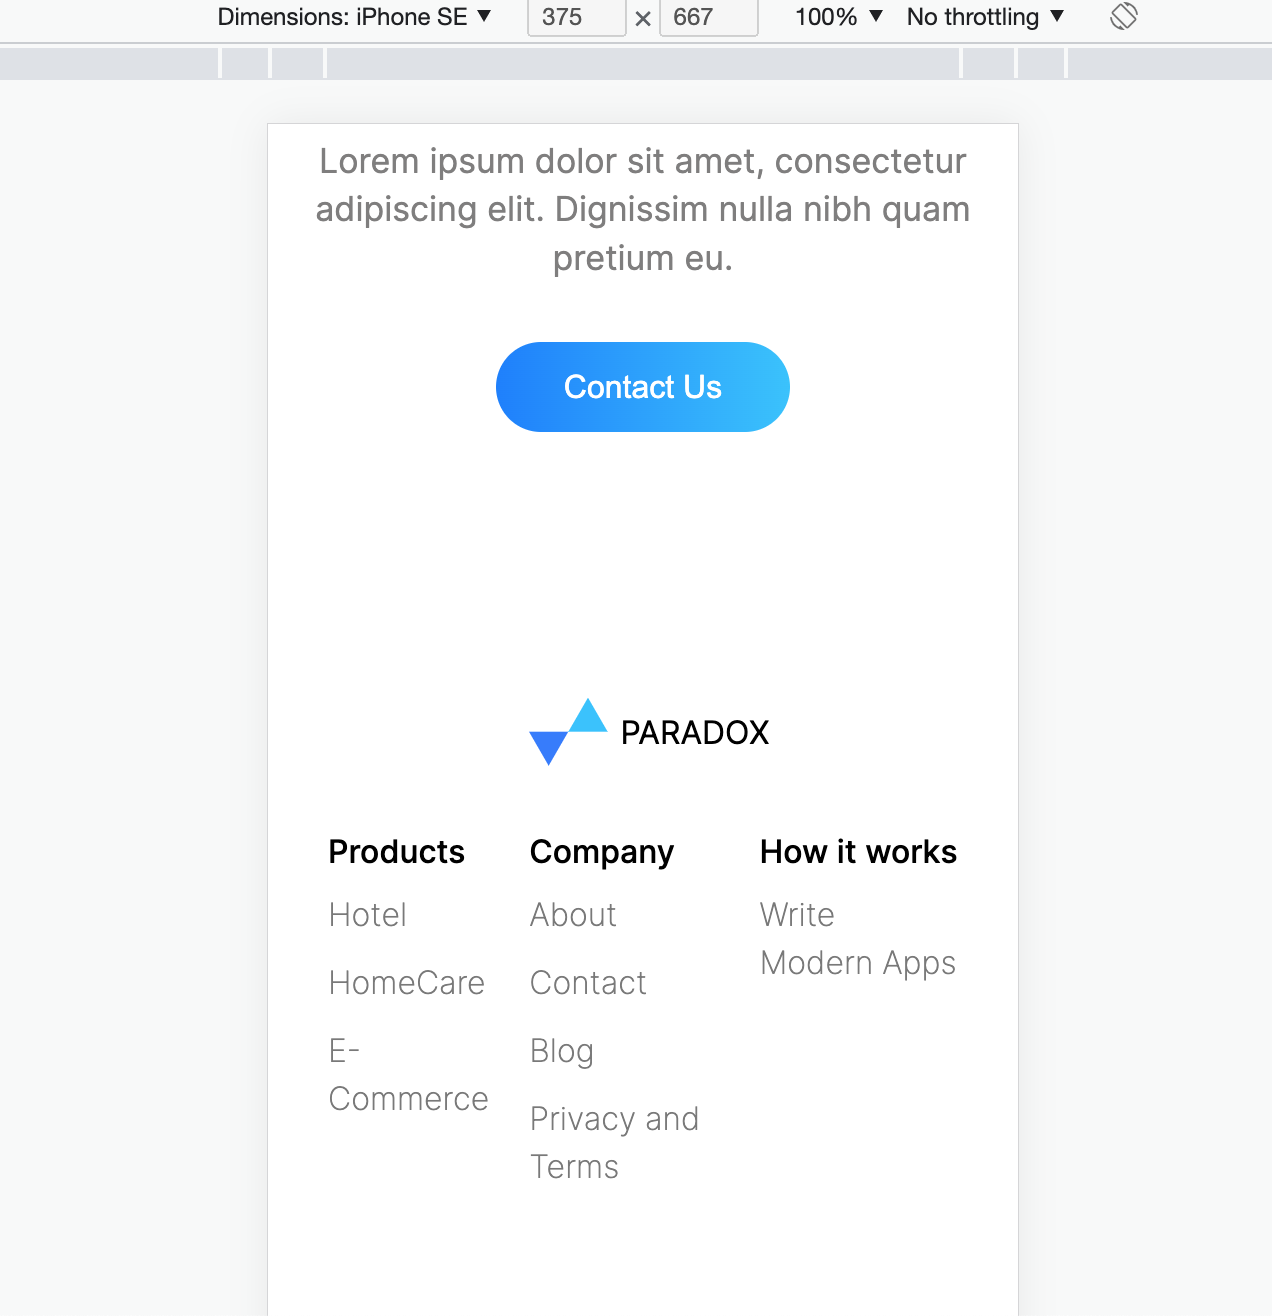 Dimensions: iPhone SE ▼ 375 × 667 100% ▼ No throttling ▼
Lorem ipsum dolor sit amet, consectetur
adipiscing elit. Dignissim nulla nibh quam
pretium eu.
Contact Us
PARADOX
Products
Hotel
HomeCare
E-
Commerce
Company
About
Contact
Blog
Privacy and
Terms
How it works
Write
Modern Apps